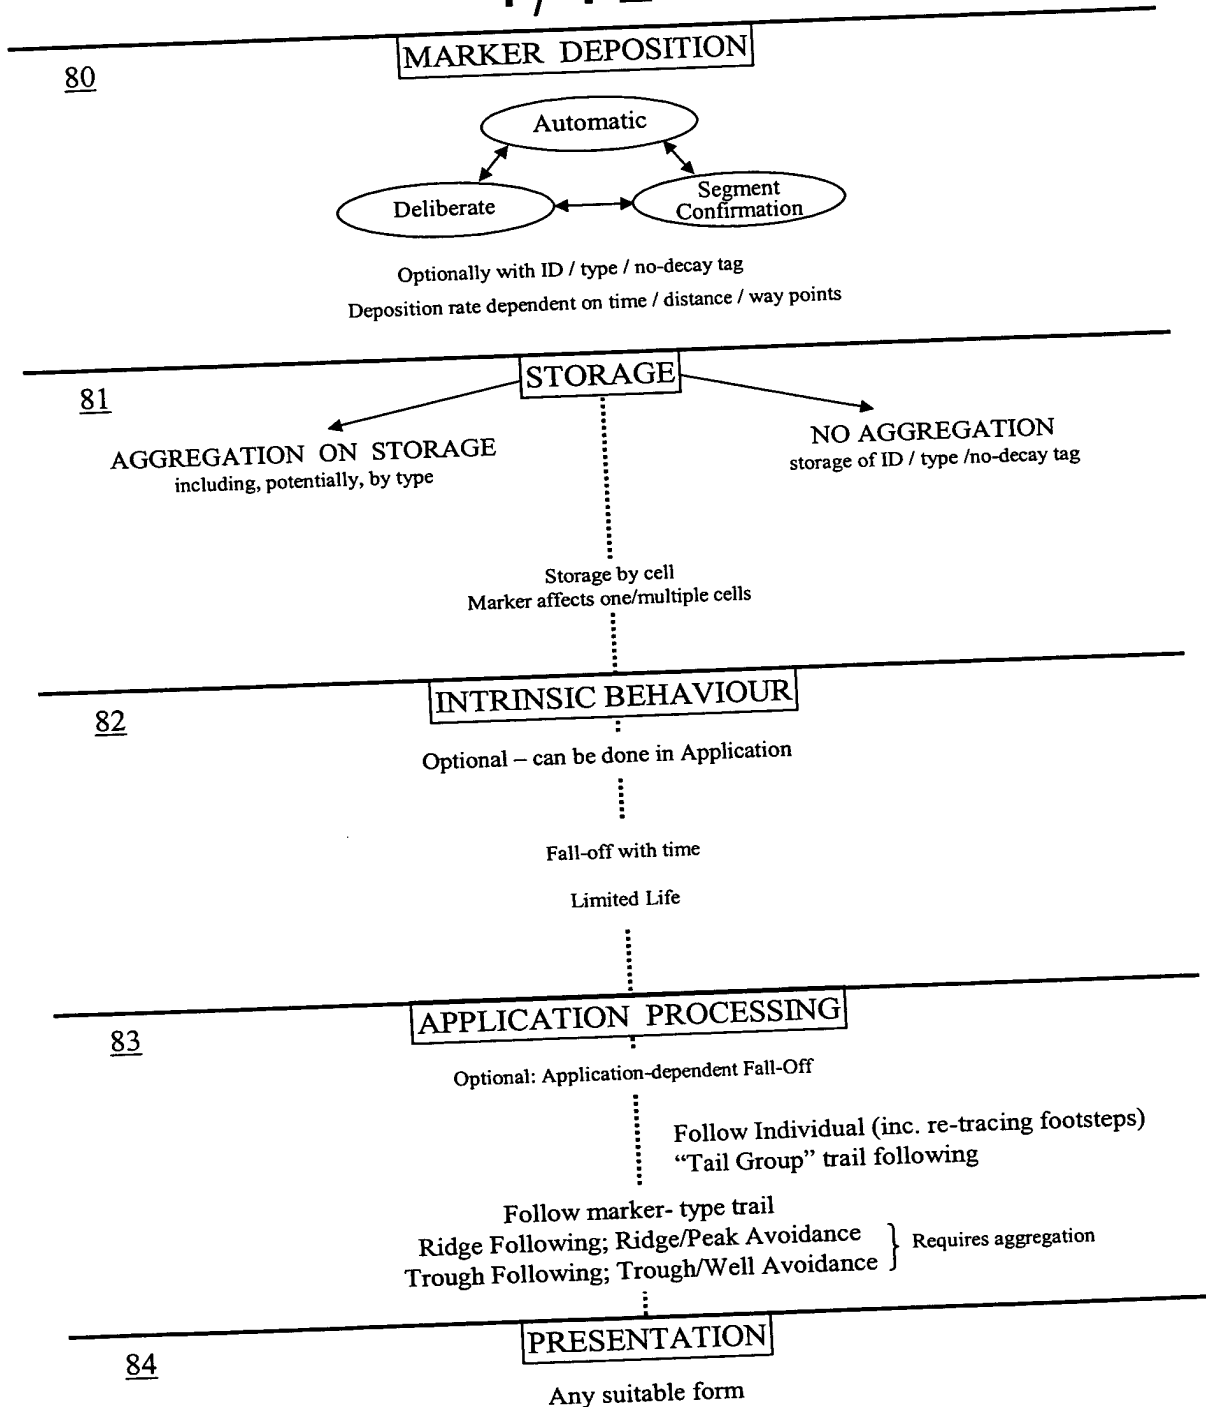 MARKER DEPOSITION
80
Automatic
Deliberate
Segment
Confirmation
Optionally with ID / type / no-decay tag
Deposition rate dependent on time / distance / way points
STORAGE
81
AGGREGATION ON STORAGE
including, potentially, by type
NO AGGREGATION
storage of ID / type /no-decay tag
Storage by cell
Marker affects one/multiple cells
INTRINSIC BEHAVIOUR
82
Optional – can be done in Application
Fall-off with time
Limited Life
APPLICATION PROCESSING
83
Optional: Application-dependent Fall-Off
Follow Individual (inc. re-tracing footsteps)
“Tail Group” trail following
Follow marker- type trail
Ridge Following; Ridge/Peak Avoidance
Trough Following; Trough/Well Avoidance
Requires aggregation
PRESENTATION
84
Any suitable form